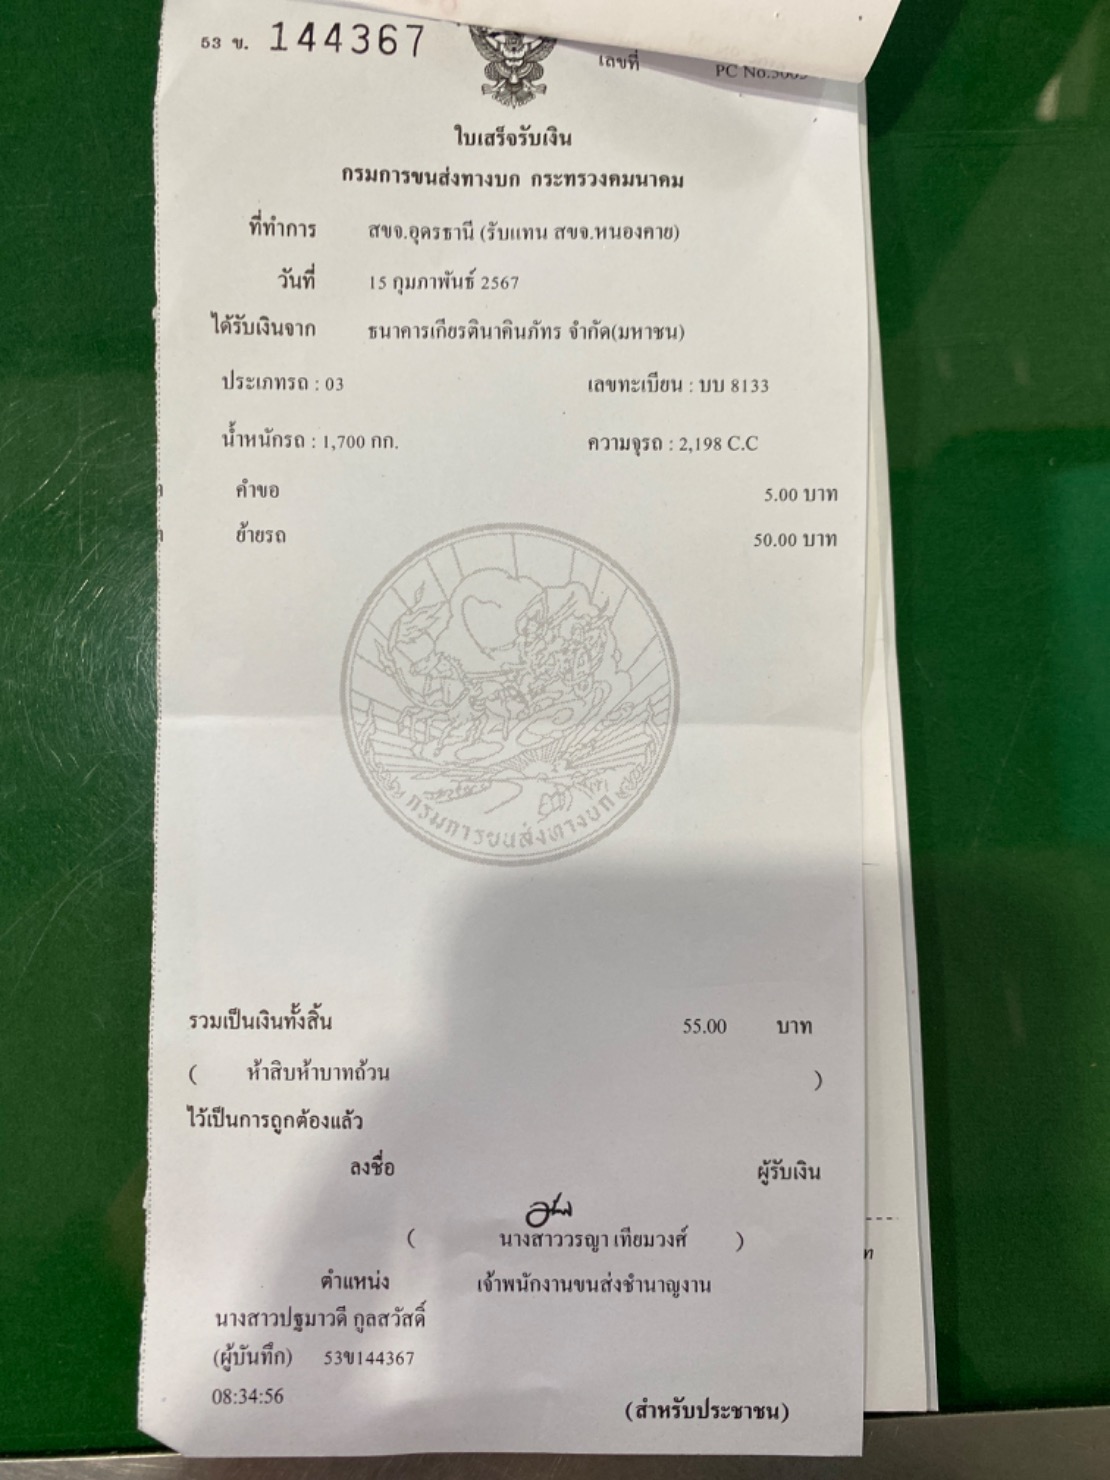 53 ข. 144367
เลขที่ PC No.
ใบเสร็จรับเงิน
กรมการขนส่งทางบก กระทรวงคมนาคม
ที่ทำการ สขจ.อุดรธานี (รับแทน สขจ.หนองคาย)
วันที่ 15 กุมภาพันธ์ 2567
ได้รับเงินจาก ธนาคารเกียรตินาคินภัทร จำกัด(มหาชน)
ประเภทรถ : 03 เลขทะเบียน : บบ 8133
น้ำหนักรถ : 1,700 กก. ความจุรถ : 2,198 C.C
คำขอ 5.00 บาท
ย้ายรถ 50.00 บาท
กรมการขนส่งทางบก
รวมเป็นเงินทั้งสิ้น 55.00 บาท
( ห้าสิบห้าบาทถ้วน )
ไว้เป็นการถูกต้องแล้ว
ลงชื่อ ผู้รับเงิน
( นางสาววรญา เทียมวงศ์ )
ตำแหน่ง เจ้าพนักงานขนส่งชำนาญงาน
นางสาวปฐมาวดี กูลสวัสดิ์
(ผู้บันทึก) 53ข144367
08:34:56
(สำหรับประชาชน)